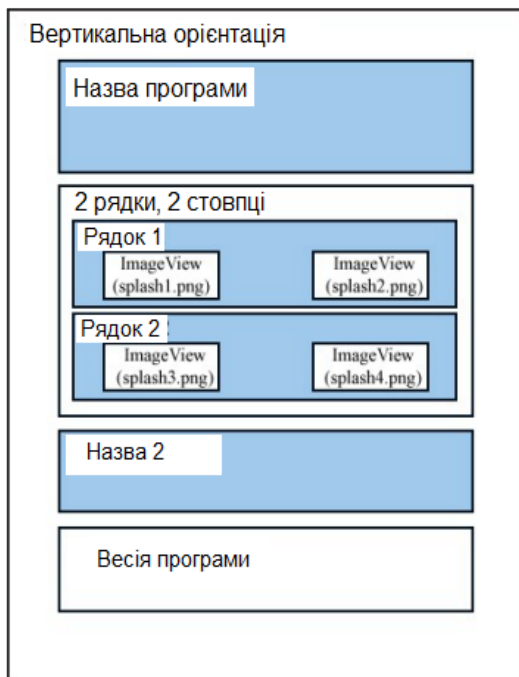 Вертикальна орієнтація
Назва програми
2 рядки, 2 стовпці
Рядок 1
ImageView
(splash1.png)
ImageView
(splash2.png)
Рядок 2
ImageView
(splash3.png)
ImageView
(splash4.png)
Назва 2
Весія програми